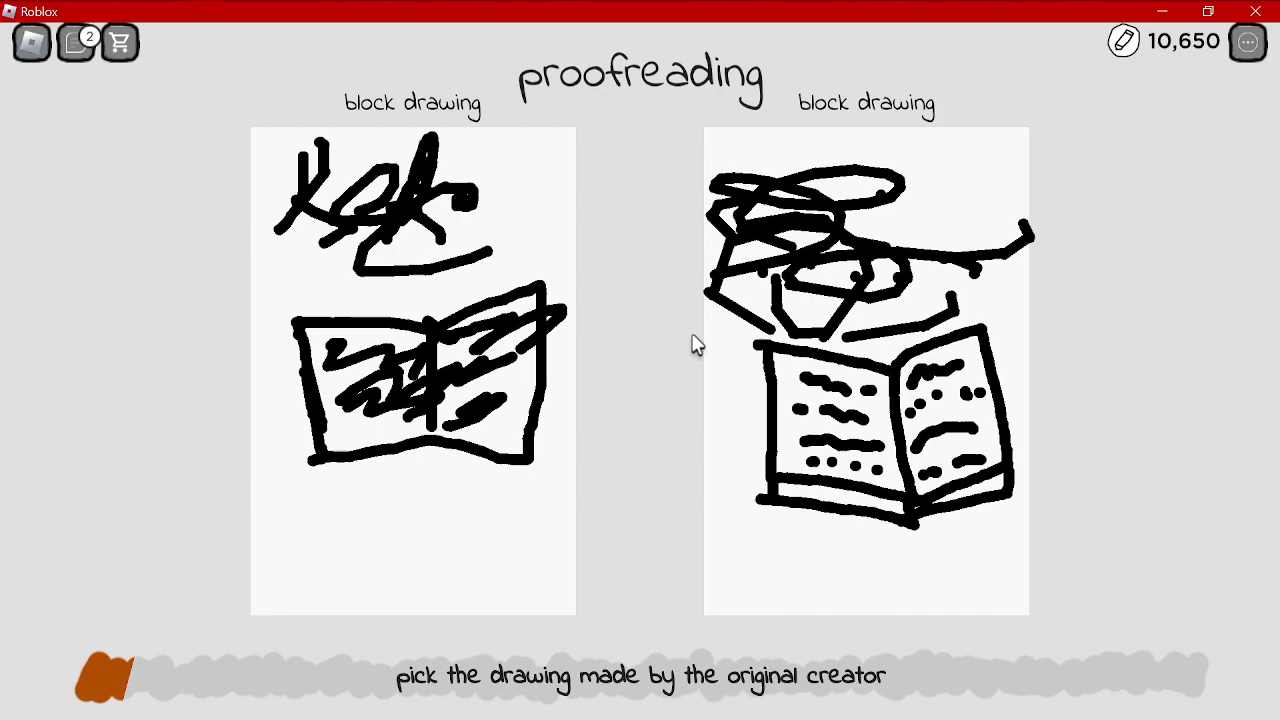 Roblox
2
10,650
proofreading
block drawing
block drawing
pick the drawing made by the original creator